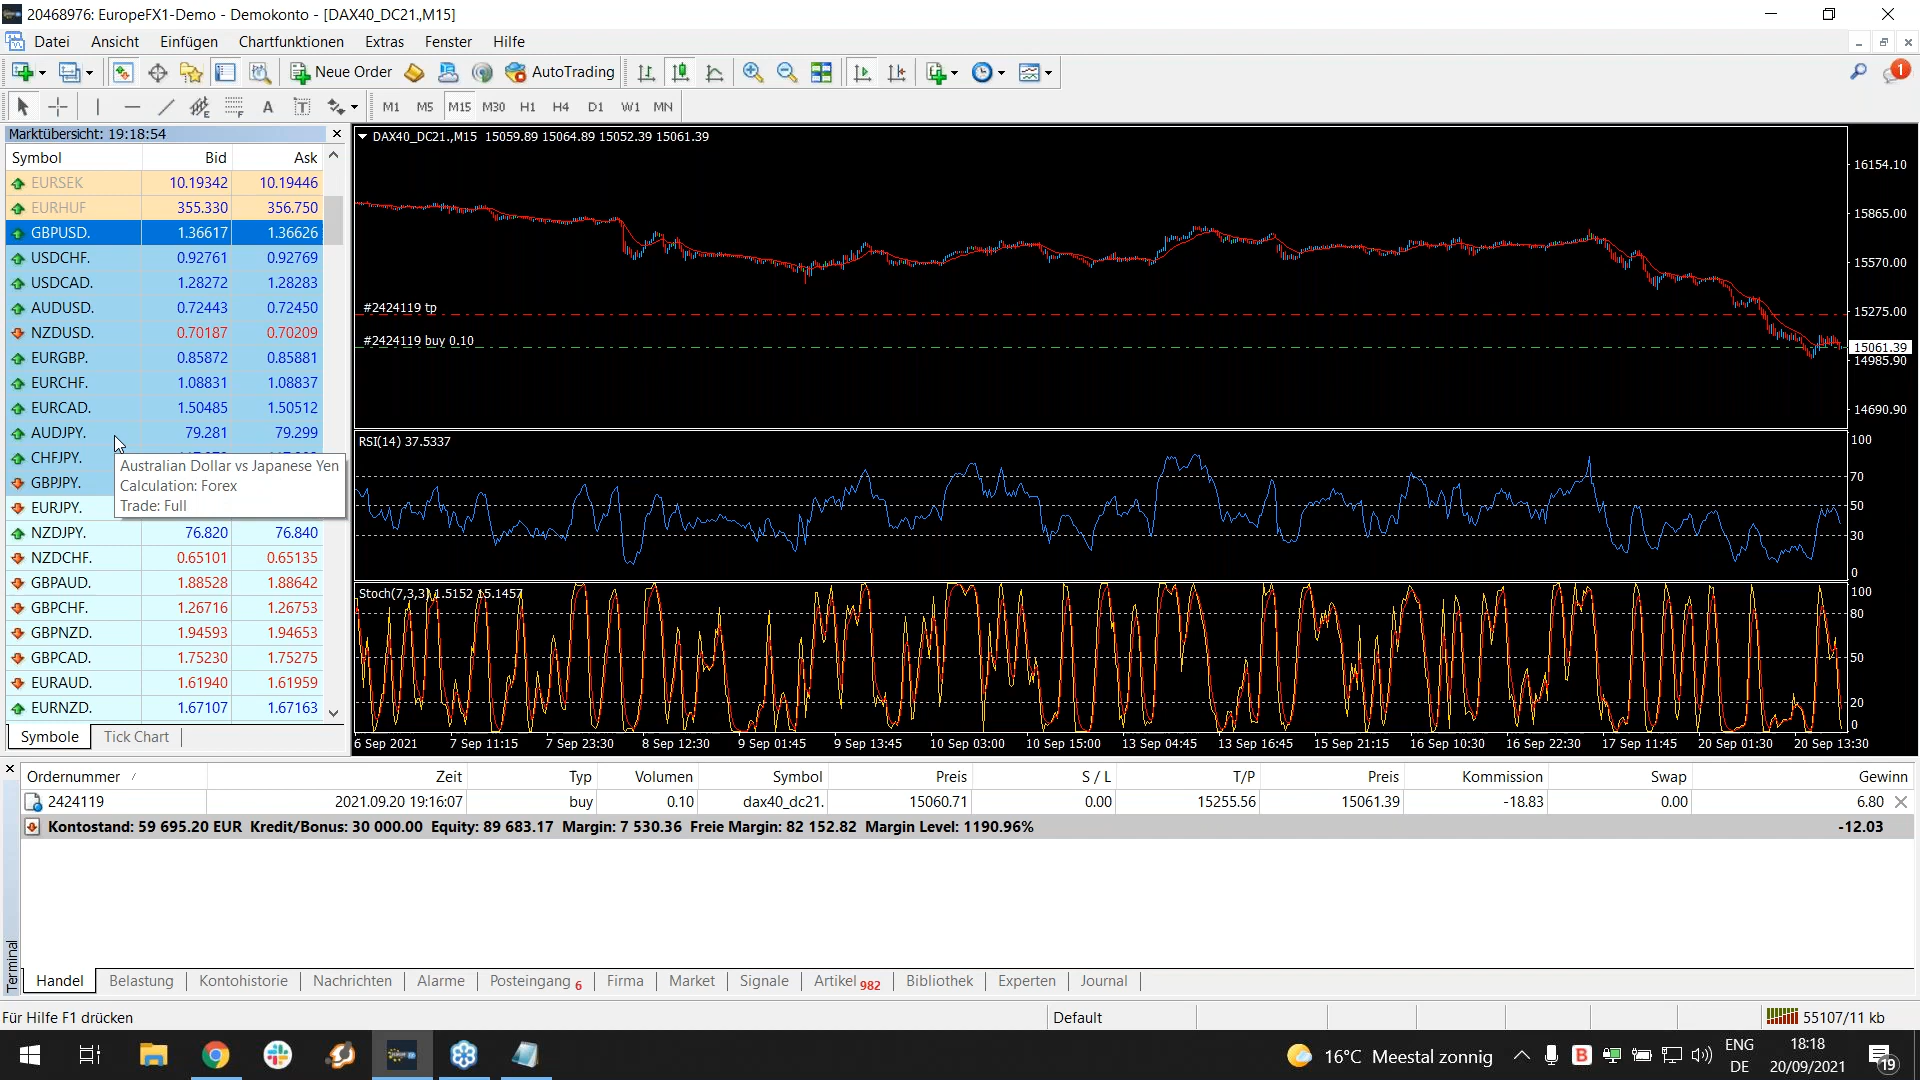 20468976: EuropeFX1-Demo - Demokonto - [DAX40_DC21.,M15]
Datei Ansicht Einfügen Chartfunktionen Extras Fenster Hilfe
Neue Order AutoTrading 1
A T M1 M5 M15 M30 H1 H4 D1 W1 MN
Marktübersicht: 19:18:54
Symbol Bid Ask
EURSEK 10.19342 10.19446
EURHUF 355.330 356.750
GBPUSD. 1.36617 1.36626
USDCHF. 0.92761 0.92769
USDCAD. 1.28272 1.28283
AUDUSD. 0.72443 0.72450
NZDUSD. 0.70187 0.70209
EURGBP. 0.85872 0.85881
EURCHF. 1.08831 1.08837
EURCAD. 1.50485 1.50512
AUDJPY. 79.281 79.299
CHFJPY.
GBPJPY.
EURJPY.
Australian Dollar vs Japanese Yen
Calculation: Forex
Trade: Full
NZDJPY. 76.820 76.840
NZDCHF. 0.65101 0.65135
GBPAUD. 1.88528 1.88642
GBPCHF. 1.26716 1.26753
GBPNZD. 1.94593 1.94653
GBPCAD. 1.75230 1.75275
EURAUD. 1.61940 1.61959
EURNZD. 1.67107 1.67163
Symbole Tick Chart
DAX40_DC21.,M15 15059.89 15064.89 15052.39 15061.39
16154.10
15865.00
15570.00
#2424119 tp
15275.00
#2424119 buy 0.10
15061.39
14985.90
14690.90
RSI(14) 37.5337
100
70
50
30
0
Stoch(7,3,3) 1.5152 15.1457
100
80
50
20
0
6 Sep 2021 7 Sep 11:15 7 Sep 23:30 8 Sep 12:30 9 Sep 01:45 9 Sep 13:45 10 Sep 03:00 10 Sep 15:00 13 Sep 04:45 13 Sep 16:45 15 Sep 21:15 16 Sep 10:30 16 Sep 22:30 17 Sep 11:45 20 Sep 01:30 20 Sep 13:30
Ordernummer / Zeit Typ Volumen Symbol Preis S / L T/P Preis Kommission Swap Gewinn
2424119 2021.09.20 19:16:07 buy 0.10 dax40_dc21. 15060.71 0.00 15255.56 15061.39 -18.83 0.00 6.80
Kontostand: 59 695.20 EUR Kredit/Bonus: 30 000.00 Equity: 89 683.17 Margin: 7 530.36 Freie Margin: 82 152.82 Margin Level: 1190.96% -12.03
Terminal
Handel Belastung Kontohistorie Nachrichten Alarme Posteingang 6 Firma Market Signale Artikel 982 Bibliothek Experten Journal
Für Hilfe F1 drücken Default 55107/11 kb
16°C Meestal zonnig B ENG 18:18
DE 20/09/2021 19